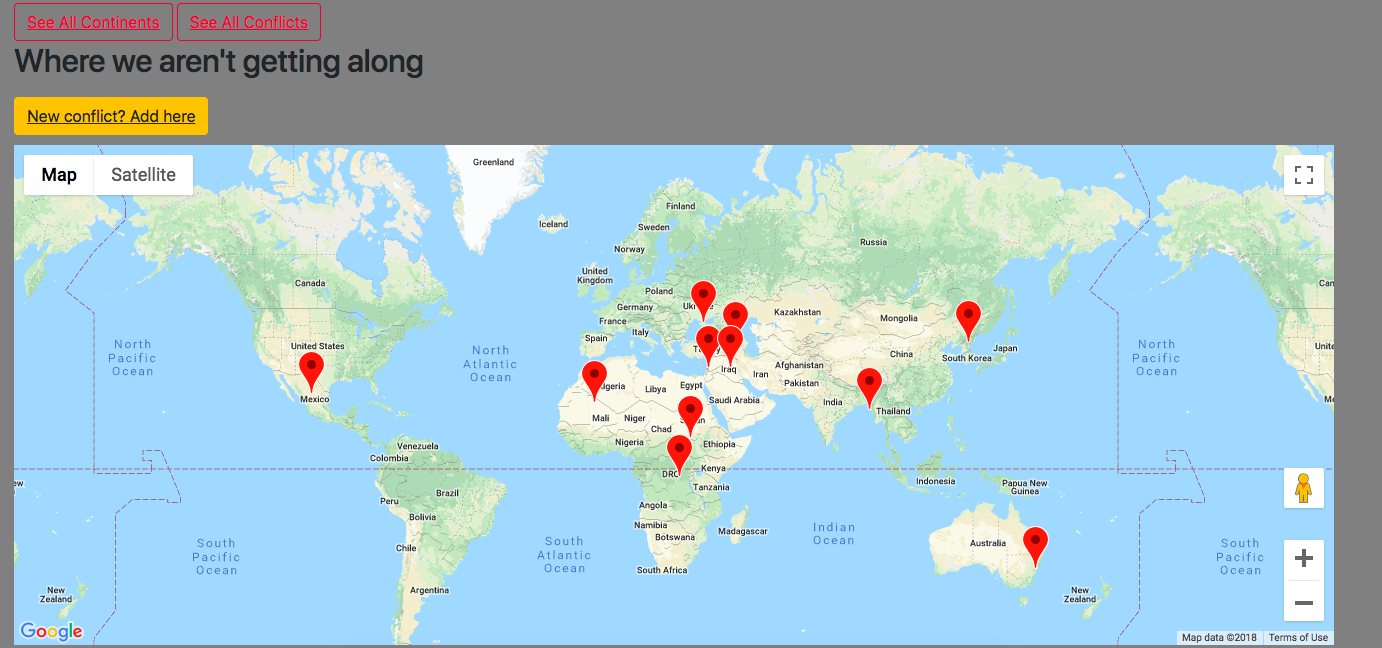 See All Continents
See All Conflicts
Where we aren't getting along
New conflict? Add here
Map
Satellite
Greenland
Finland
Iceland
Sweden
Norway
Russia
United
Kingdom
Canada
Poland
Ukr
Germany
Kazakhstan
France
Mongolia
Italy
Spain
North
Pacific
Ocean
United States
North
Atlantic
Ocean
Japan
South Korea
China
North
Pacific
Ocean
Iraq
Iran
Afghanistan
Pakistan
Egypt
Libya
geria
Mexico
Saudi Arabia
India
Thailand
Mali
Niger
Chad
Nigeria
Ethiopia
Venezuela
Colombia
DRC
Kenya
Tanzania
Indonesia
Papua New
Guinea
Brazil
Peru
Angola
Bolivia
Namibia
Botswana
Madagascar
Indian
Ocean
Australia
South
Pacific
Ocean
Chile
South
Atlantic
Ocean
South Africa
South
Pacific
Ocean
Argentina
New
Zealand
New
Zealand
Google
Map data ©2018
Terms of Use